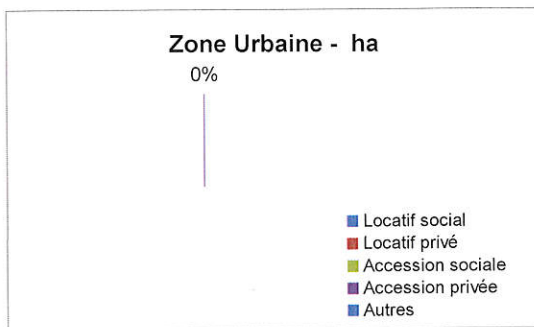 Zone Urbaine - ha
0%
Locatif social
Locatif privé
Accession sociale
Accession privée
Autres